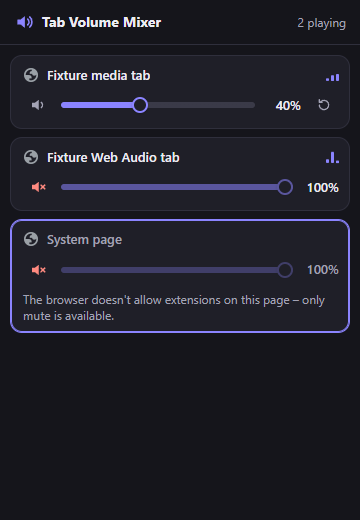 Tab Volume Mixer
2 playing
Fixture media tab
40%
Fixture Web Audio tab
100%
System page
100%
The browser doesn't allow extensions on this page – only
mute is available.